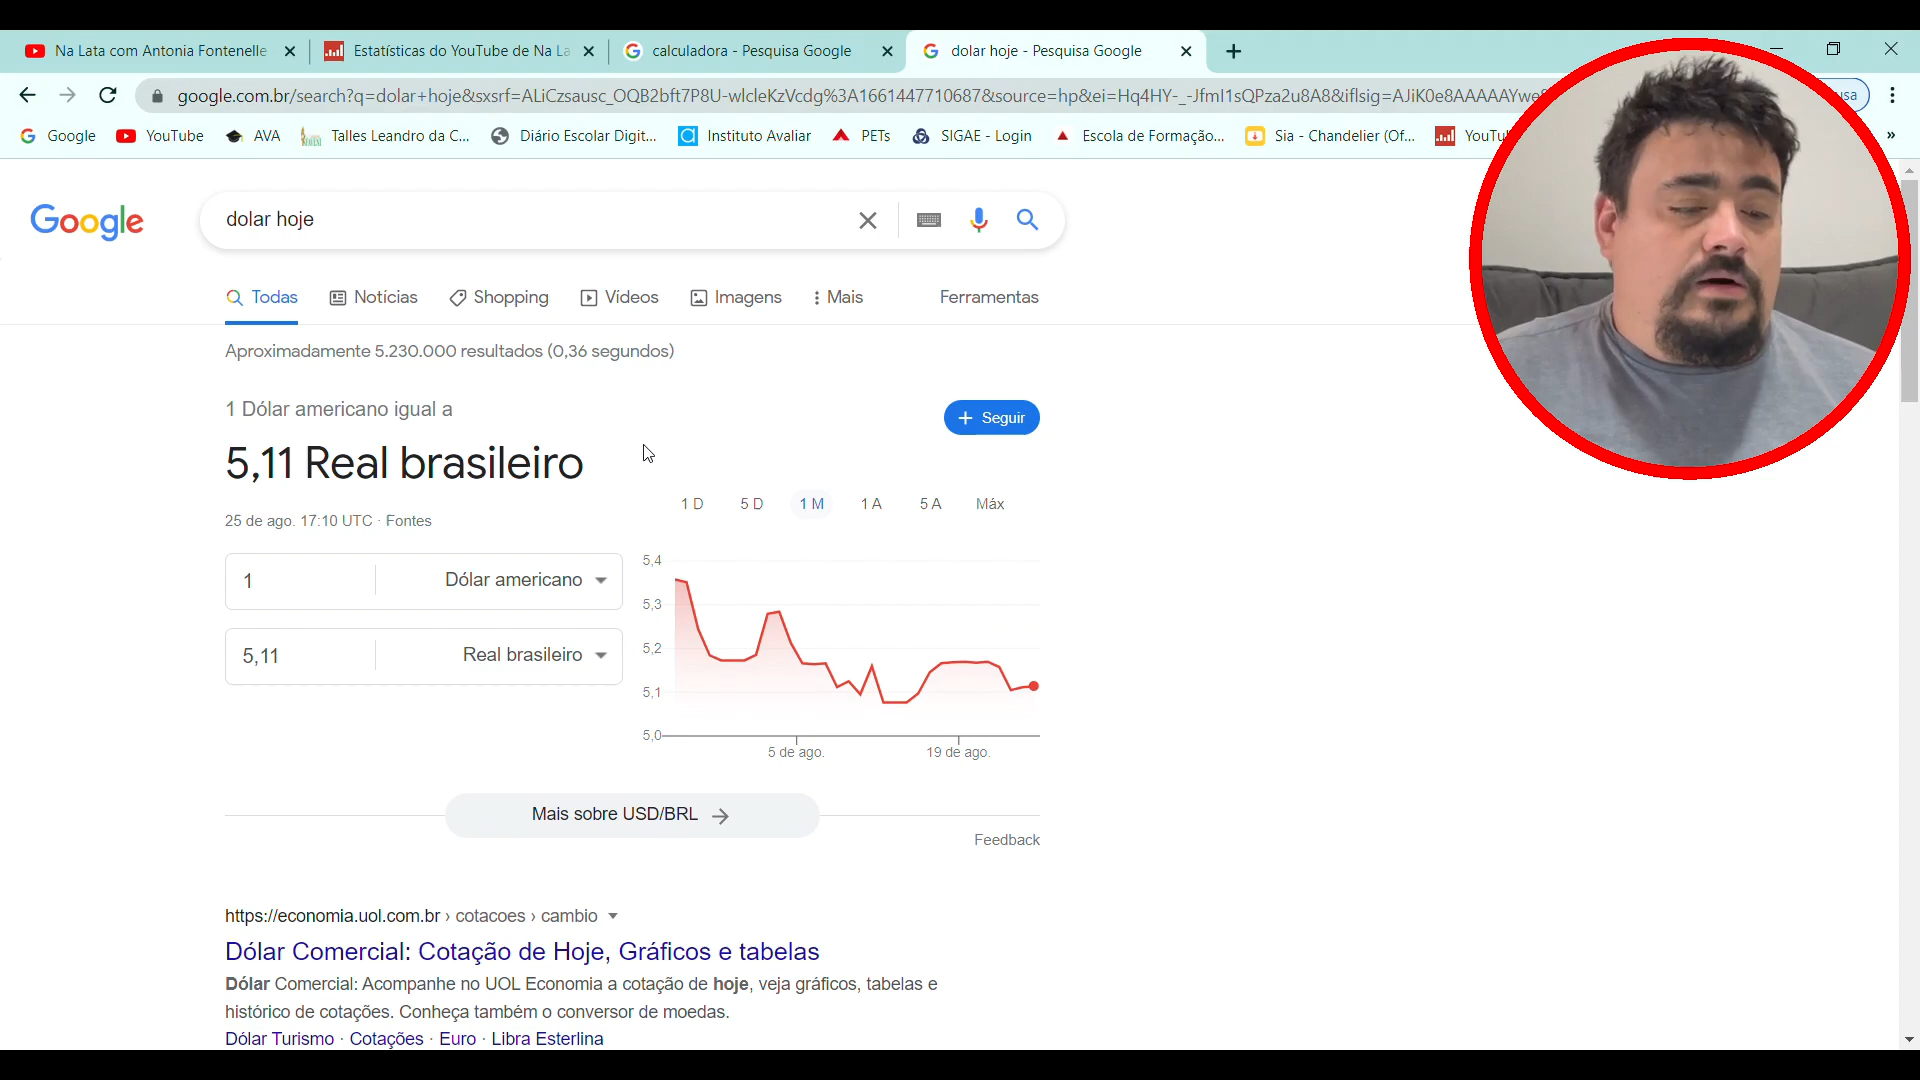 Na Lata com Antonia Fontenelle
Estatísticas do YouTube de Na La
calculadora - Pesquisa Google
dolar hoje - Pesquisa Google
google.com.br/search?q=dolar+hoje&sxsrf=ALiCzsausc_OQB2bft7P8U-wlcleKzVcdg%3A1661447710687&source=hp&ei=Hq4HY-_-JfmI1sQPza2u8A8&iflsig=AJiK0e8AAAAAYwe
usa
Google
YouTube
AVA
Talles Leandro da C...
Diário Escolar Digit...
Instituto Avaliar
PETs
SIGAE - Login
Escola de Formação...
Sia - Chandelier (Of...
YouTu
Google
dolar hoje
Todas
Notícias
Shopping
Vídeos
Imagens
Mais
Ferramentas
Aproximadamente 5.230.000 resultados (0,36 segundos)
1 Dólar americano igual a
Seguir
5,11 Real brasileiro
1 D 5 D 1 M 1 A 5 A Máx
25 de ago. 17:10 UTC · Fontes
1 Dólar americano
5,11 Real brasileiro
5,4
5,3
5,2
5,1
5,0
5 de ago. 19 de ago.
Mais sobre USD/BRL
Feedback
https://economia.uol.com.br › cotacoes › cambio
Dólar Comercial: Cotação de Hoje, Gráficos e tabelas
Dólar Comercial: Acompanhe no UOL Economia a cotação de hoje, veja gráficos, tabelas e
histórico de cotações. Conheça também o conversor de moedas.
Dólar Turismo · Cotações · Euro · Libra Esterlina